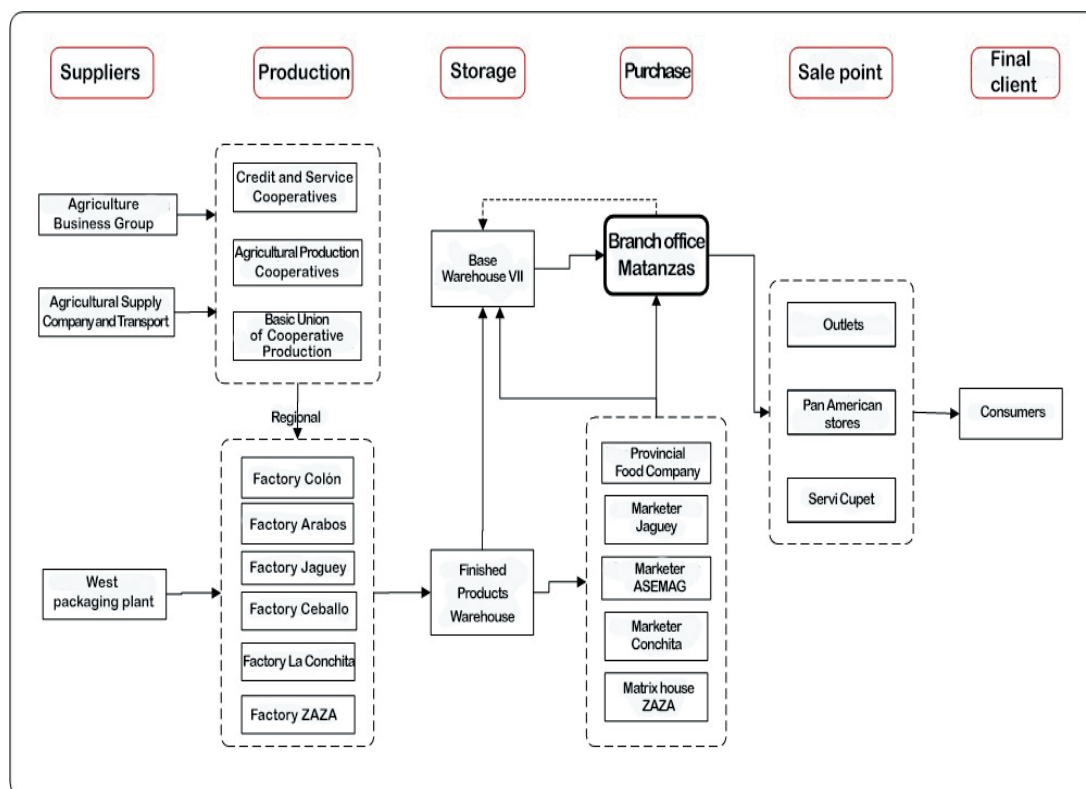 Suppliers
Production
Storage
Purchase
Sale point
Final
client
Agriculture
Business Group
Agricultural Supply
Company and Transport
West
packaging plant
Credit and Service
Cooperatives
Agricultural Production
Cooperatives
Basic Union
of Cooperative
Production
Regional
Factory Colón
Factory Arabos
Factory Jaguey
Factory Ceballo
Factory La Conchita
Factory ZAZA
Base
Warehouse VII
Finished
Products
Warehouse
Branch office
Matanzas
Provincial
Food Company
Marketer
Jaguey
Marketer
ASEMAG
Marketer
Conchita
Matrix house
ZAZA
Outlets
Pan American
stores
Servi Cupet
Consumers